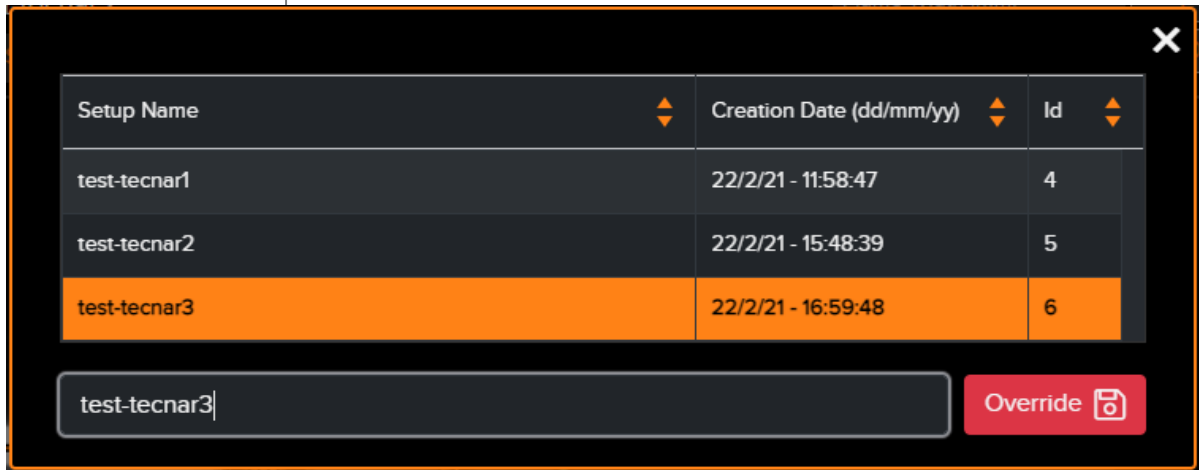 Setup Name Creation Date (dd/mm/yy) Id
test-tecnar1 22/2/21 - 11:58:47 4
test-tecnar2 22/2/21 - 15:48:39 5
test-tecnar3 22/2/21 - 16:59:48 6
test-tecnar3 Override